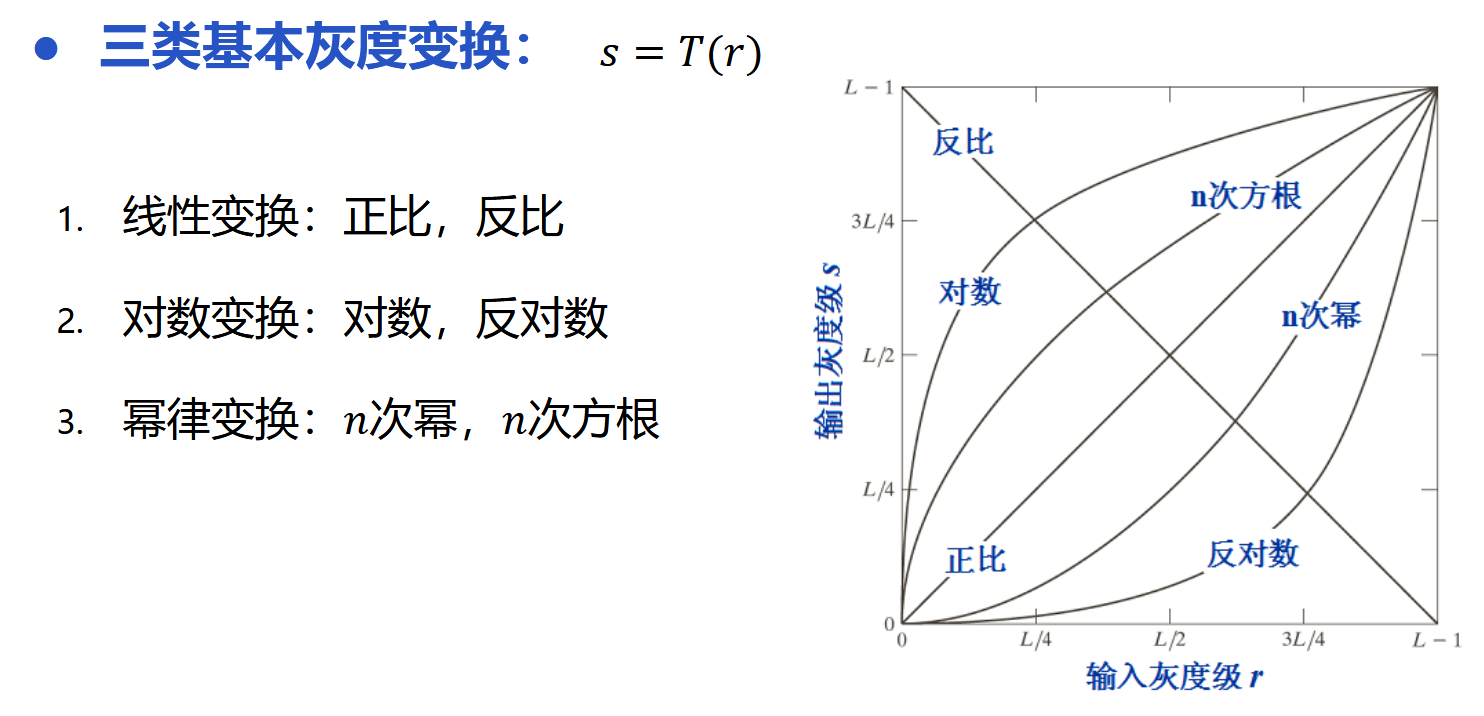 ● 三类基本灰度变换： s = T(r)
1. 线性变换：正比，反比
2. 对数变换：对数，反对数
3. 幂律变换：n次幂，n次方根
L − 1
反比
n次方根
3L/4
对数
n次幂
L/2
输出灰度级 s
L/4
正比
反对数
0
0 L/4 L/2 3L/4 L − 1
输入灰度级 r